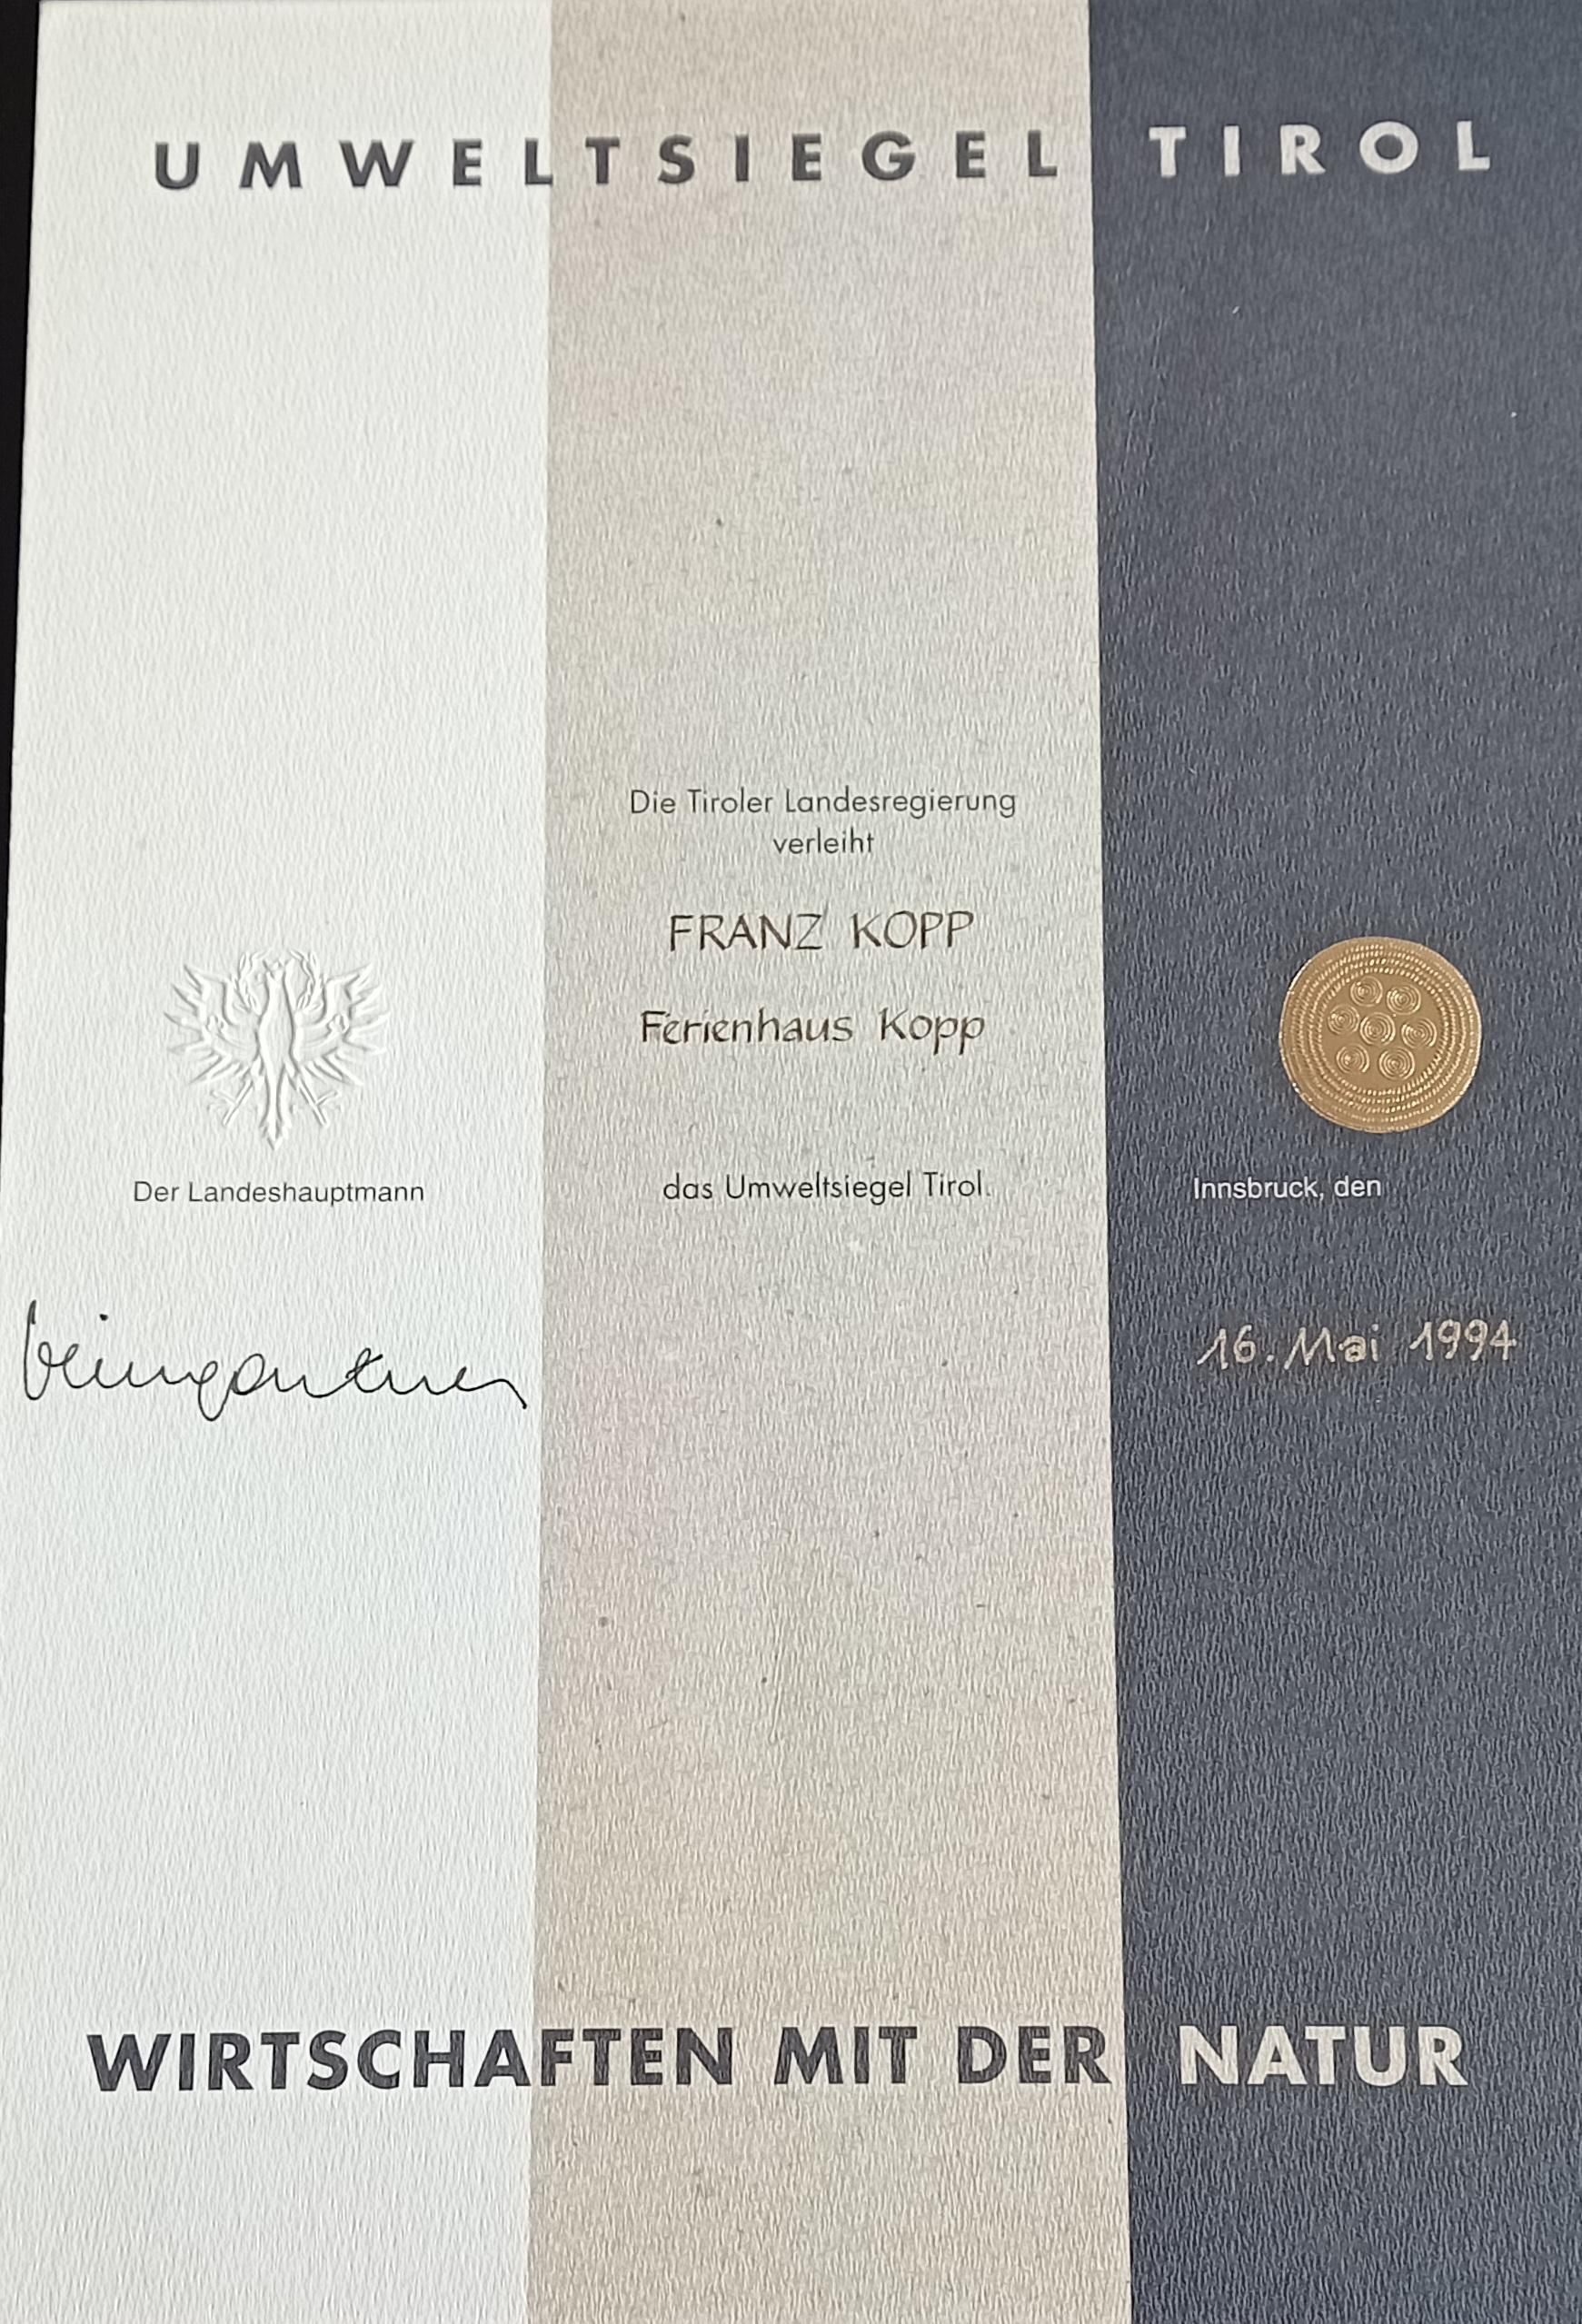 UMWELTSIEGEL TIROL
Die Tiroler Landesregierung
verleiht
FRANZ KOPP
Ferienhaus Kopp
das Umweltsiegel Tirol.
Der Landeshauptmann
Weingartner
Innsbruck, den
16. Mai 1994
WIRTSCHAFTEN MIT DER NATUR